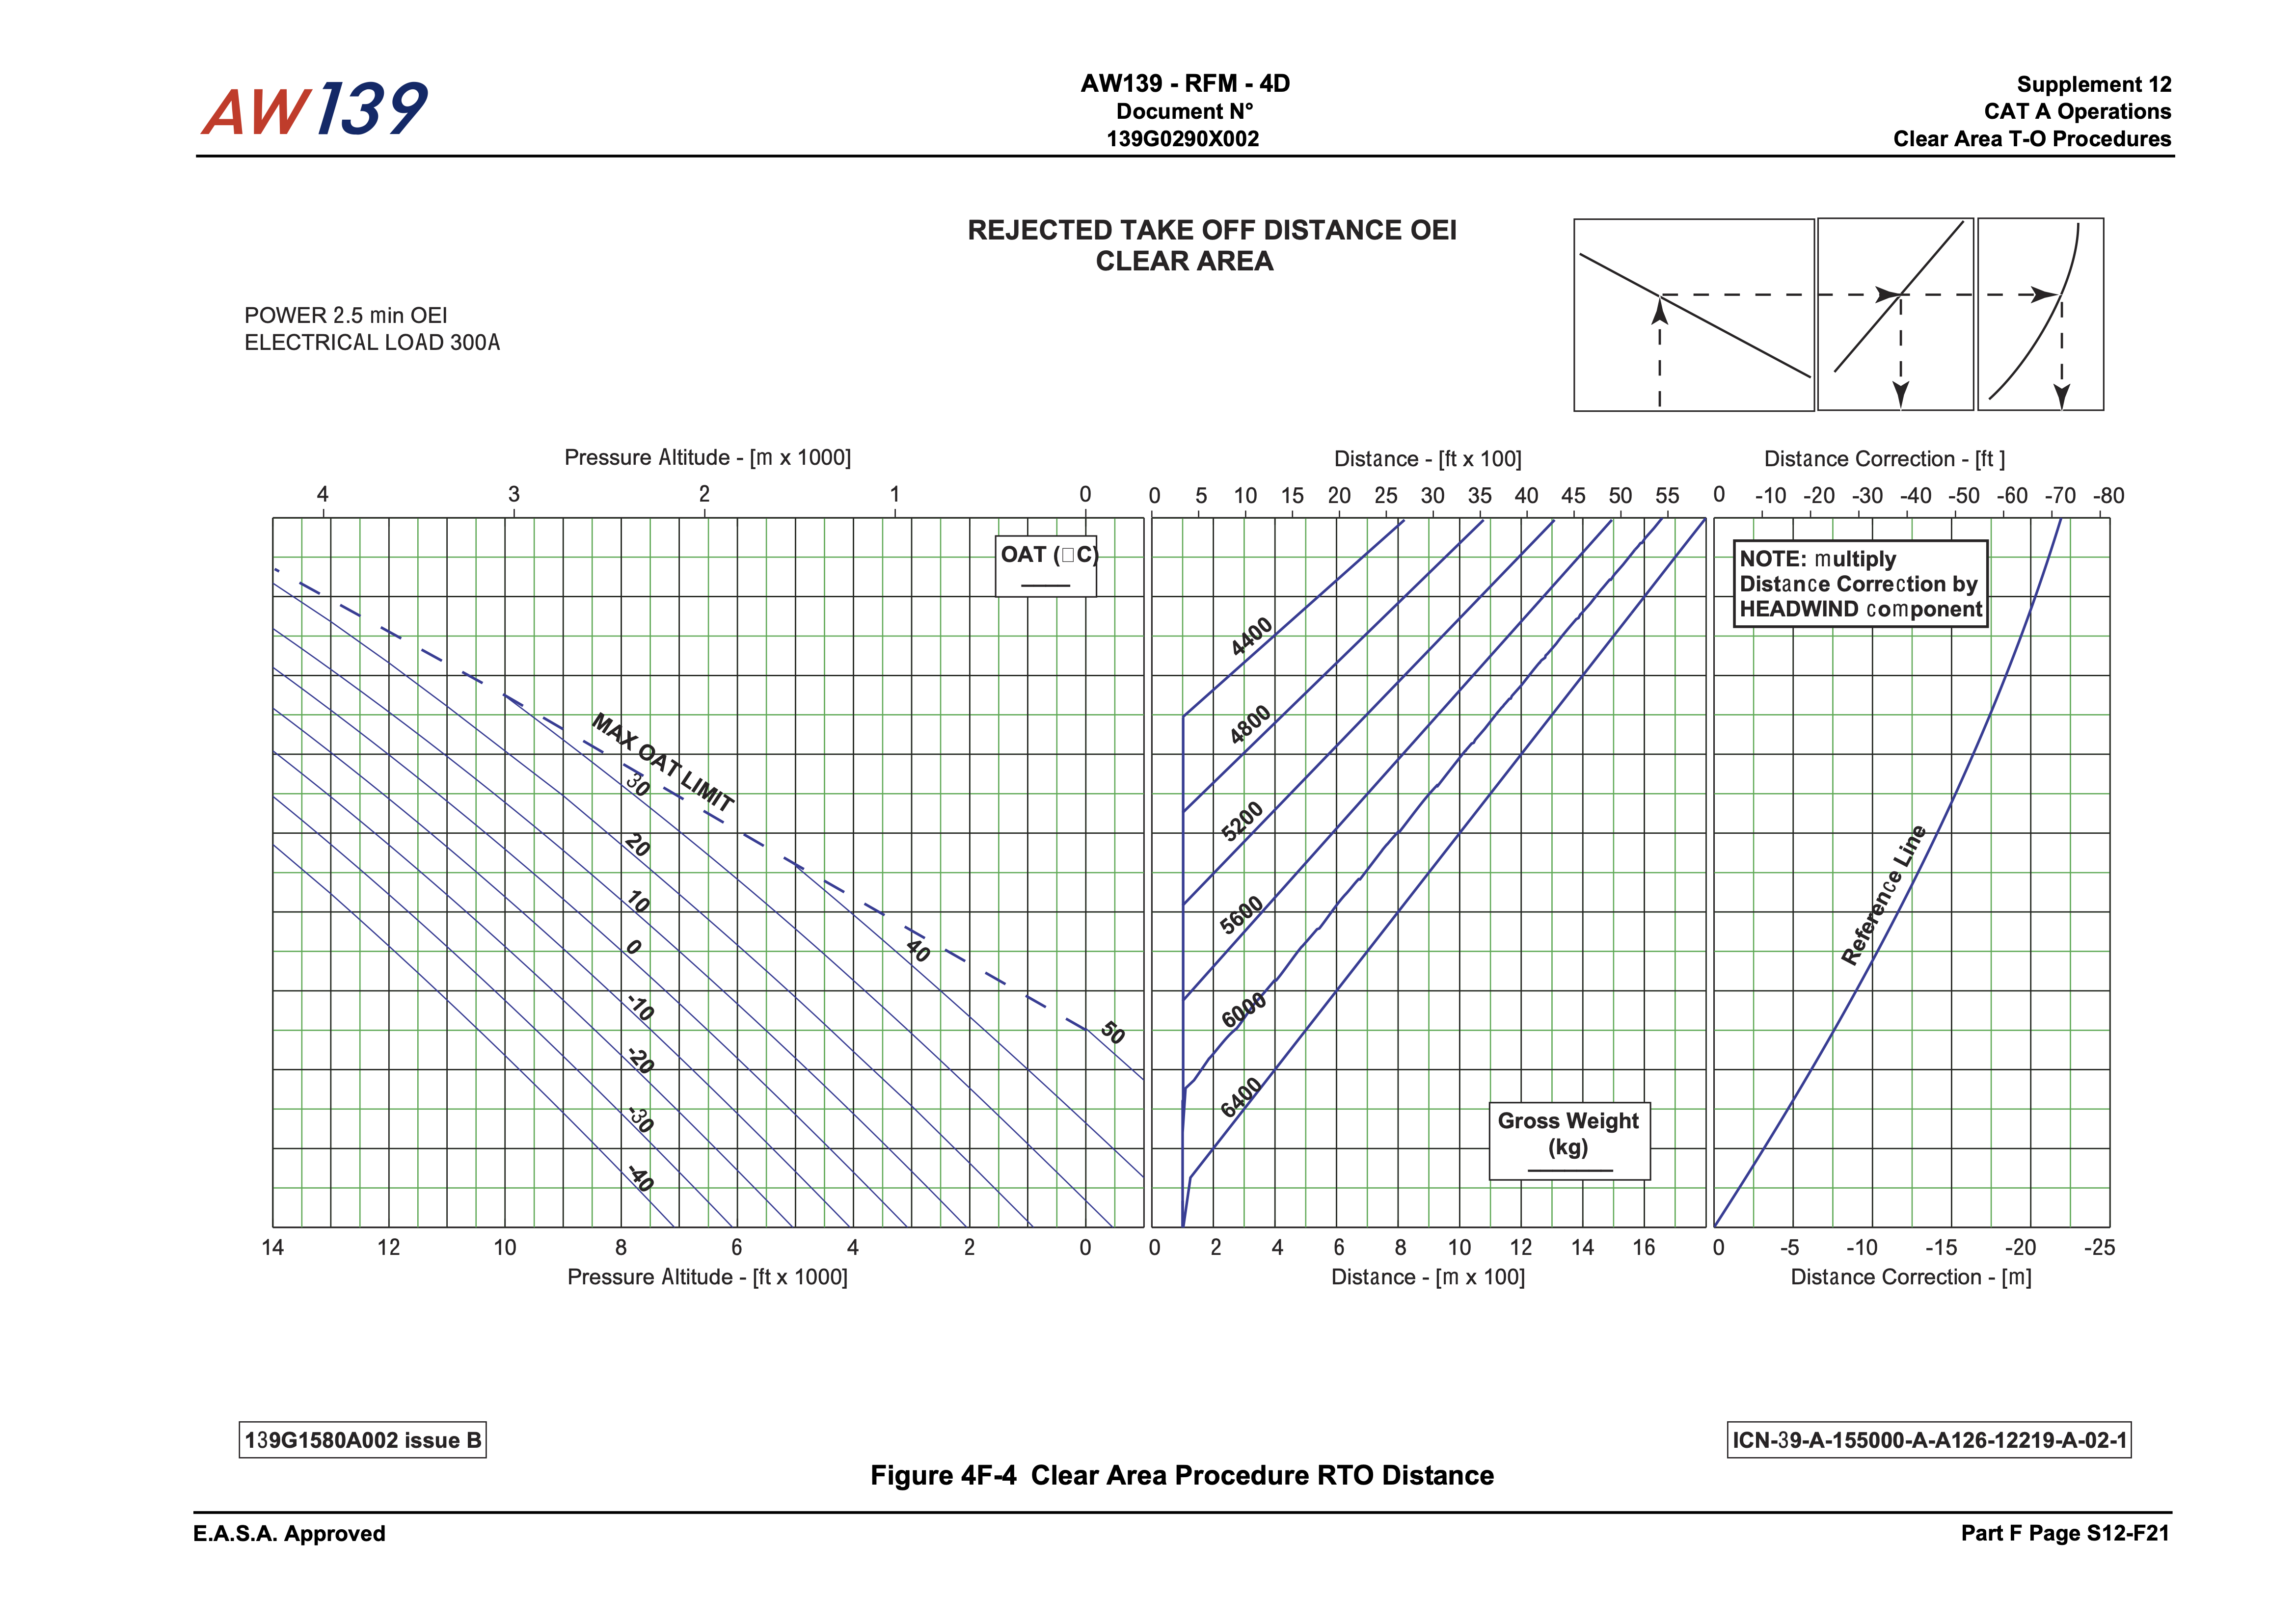 AW139
AW139 - RFM - 4D
Document N°
139G0290X002
Supplement 12
CAT A Operations
Clear Area T-O Procedures
REJECTED TAKE OFF DISTANCE OEI
CLEAR AREA
POWER 2.5 min OEI
ELECTRICAL LOAD 300A
Pressure Altitude - [m x 1000]
4 3 2 1 0
Distance - [ft x 100]
0 5 10 15 20 25 30 35 40 45 50 55
Distance Correction - [ft ]
0 -10 -20 -30 -40 -50 -60 -70 -80
OAT (□C)
MAX OAT LIMIT
30
20
10
0
-10
-20
-30
-40
40
50
4400
4800
5200
5600
6000
6400
Gross Weight
(kg)
NOTE: multiply
Distance Correction by
HEADWIND component
Reference Line
14 12 10 8 6 4 2 0
Pressure Altitude - [ft x 1000]
0 2 4 6 8 10 12 14 16
Distance - [m x 100]
0 -5 -10 -15 -20 -25
Distance Correction - [m]
139G1580A002 issue B
ICN-39-A-155000-A-A126-12219-A-02-1
Figure 4F-4 Clear Area Procedure RTO Distance
E.A.S.A. Approved
Part F Page S12-F21